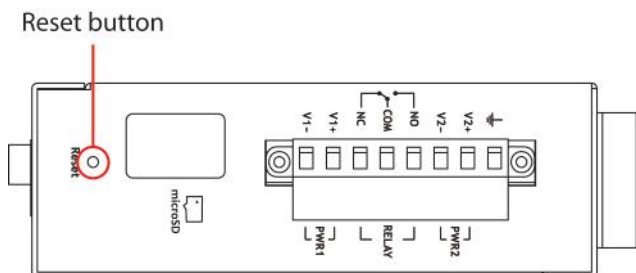 Reset button
Reset
microSD
V1-
V1+
NC
COM
NO
V2-
V2+
PWR1
RELAY
PWR2